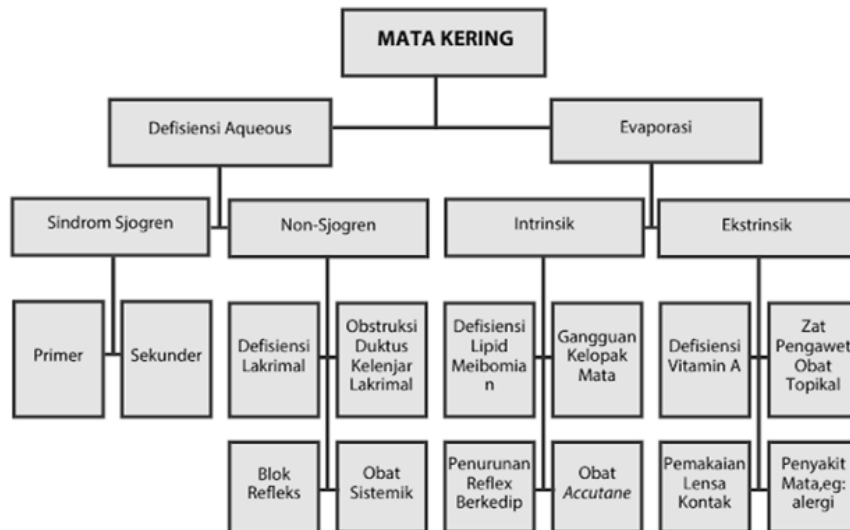 MATA KERING
Defisiensi Aqueous
Evaporasi
Sindrom Sjogren
Non-Sjogren
Intrinsik
Ekstrinsik
Primer
Sekunder
Defisiensi
Lakrimal
Obstruksi
Duktus
Kelenjar
Lakrimal
Defisiensi
Lipid
Meibomia
n
Gangguan
Kelopak
Mata
Defisiensi
Vitamin A
Zat
Pengawet
Obat
Topikal
Blok
Refleks
Obat
Sistemik
Penurunan
Reflex
Berkedip
Obat
Accutane
Pemakaian
Lensa
Kontak
Penyakit
Mata,eg:
alergi